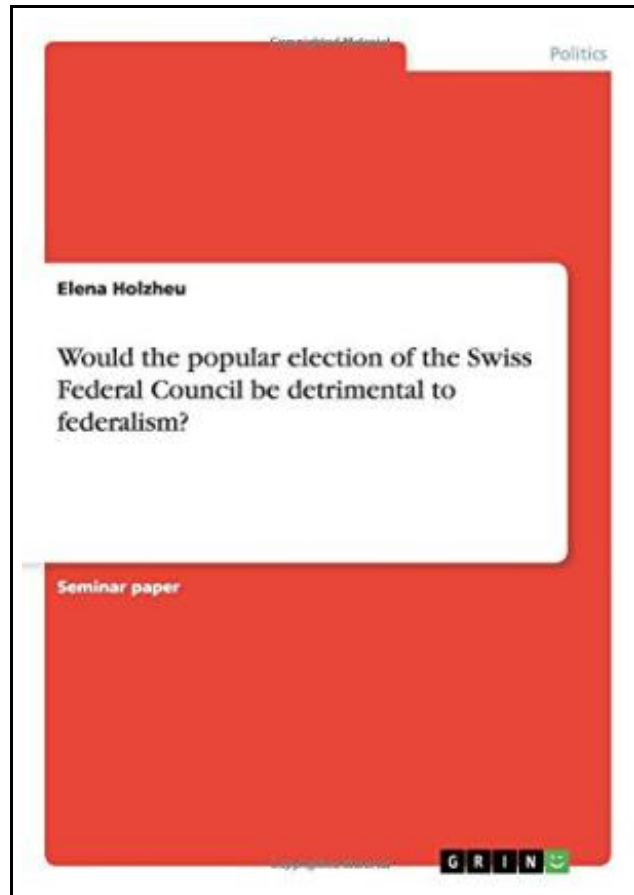 Politics
Elena Holzheu
Would the popular election of the Swiss
Federal Council be detrimental to
federalism?
Seminar paper
GRIN